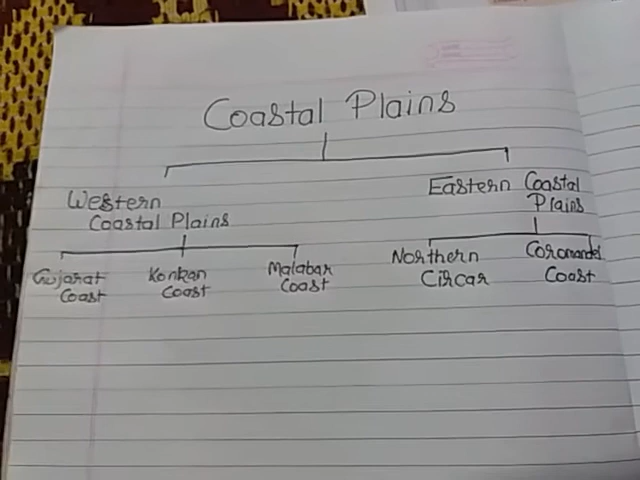 Coastal Plains
Western
Coastal Plains
Eastern Coastal
Plains
Gujarat
Coast
Konkan
Coast
Malabar
Coast
Northern
Circar
Coromandel
Coast